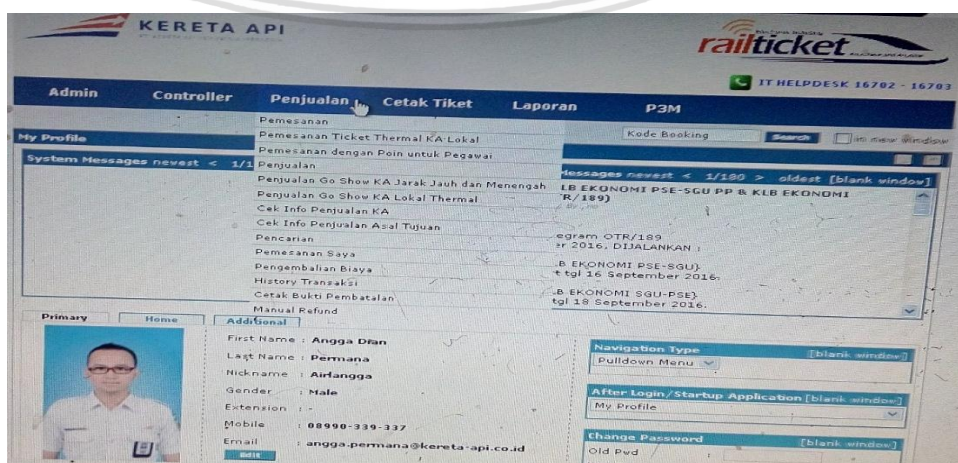 KERETA API
railticket
IT HELPDESK 16702 - 16703
Admin Controller Penjualan Cetak Tiket Laporan P3M
Pemesanan
Pemesanan Ticket Thermal KA Lokal
Pemesanan dengan Poin untuk Pegawai
Penjualan
Penjualan Go Show KA Jarak Jauh dan Menengah
Penjualan Go Show KA Lokal Thermal
Cek Info Penjualan KA
Cek Info Penjualan Asal Tujuan
Pencarian
Pemesanan Saya
Pengembalian Biaya
History Transaksi
Cetak Bukti Pembatalan
Manual Refund
Kode Booking Search in new Window
My Profile
System Messages newest < 1/1
Messages newest < 1/180 > oldest [blank window]
LB EKONOMI PSE-SGU PP & KLB EKONOMI
TR/189)
egram OTR/189
er 2016, DIJALANKAN :
B EKONOMI PSE-SGU}
t tgl 16 September 2016.
B EKONOMI SGU-PSE}
tgl 18 September 2016.
Primary Home Additional
First Name : Angga Dian
Last Name : Permana
Nickname : Airlangga
Gender : Male
Extension : -
Mobile : 08990-339-337
Email : angga.permana@kereta-api.co.id
Edit
Navigation Type [blank window]
Pulldown Menu
After Login/Startup Application [blank window]
My Profile
Change Password [blank window]
Old Pwd :